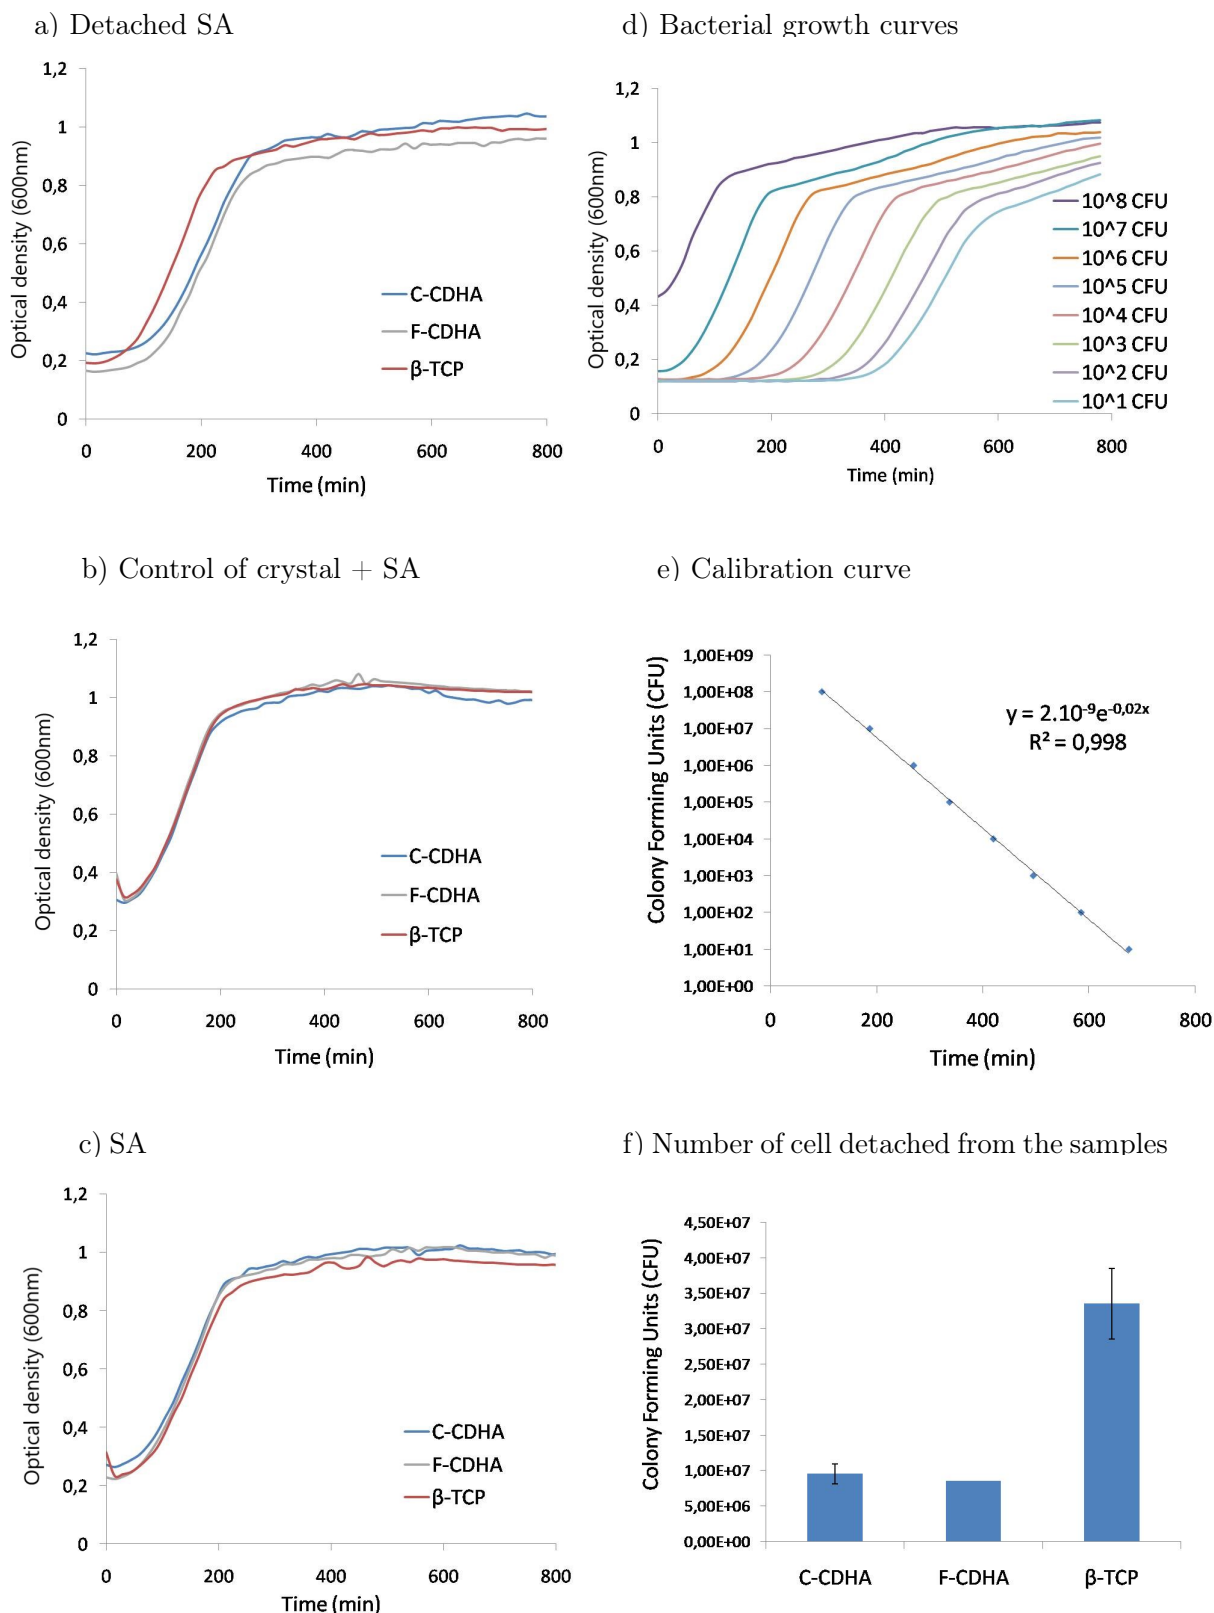 a) Detached SA
1,2
1
0,8
0,6
0,4
0,2
0
Optical density (600nm)
C-CDHA
F-CDHA
β-TCP
0 200 400 600 800
Time (min)
d) Bacterial growth curves
1,2
1
0,8
0,6
0,4
0,2
0
Optical density (600nm)
10^8 CFU
10^7 CFU
10^6 CFU
10^5 CFU
10^4 CFU
10^3 CFU
10^2 CFU
10^1 CFU
0 200 400 600
Time (min)
b) Control of crystal + SA
1,2
1
0,8
0,6
0,4
0,2
0
Optical density (600nm)
C-CDHA
F-CDHA
β-TCP
0 200 400 600 800
Time (min)
e) Calibration curve
1,00E+09
1,00E+08
1,00E+07
1,00E+06
1,00E+05
1,00E+04
1,00E+03
1,00E+02
1,00E+01
1,00E+00
Colony Forming Units (CFU)
y = 2.10⁻⁹e⁻⁰,⁰²ˣ
R² = 0,998
0 200 400 600 800
Time (min)
c) SA
1,2
1
0,8
0,6
0,4
0,2
0
Optical density (600nm)
C-CDHA
F-CDHA
β-TCP
0 200 400 600 800
Time (min)
f) Number of cell detached from the samples
4,50E+07
4,00E+07
3,50E+07
3,00E+07
2,50E+07
2,00E+07
1,50E+07
1,00E+07
5,00E+06
0,00E+00
Colony Forming Units (CFU)
C-CDHA F-CDHA β-TCP